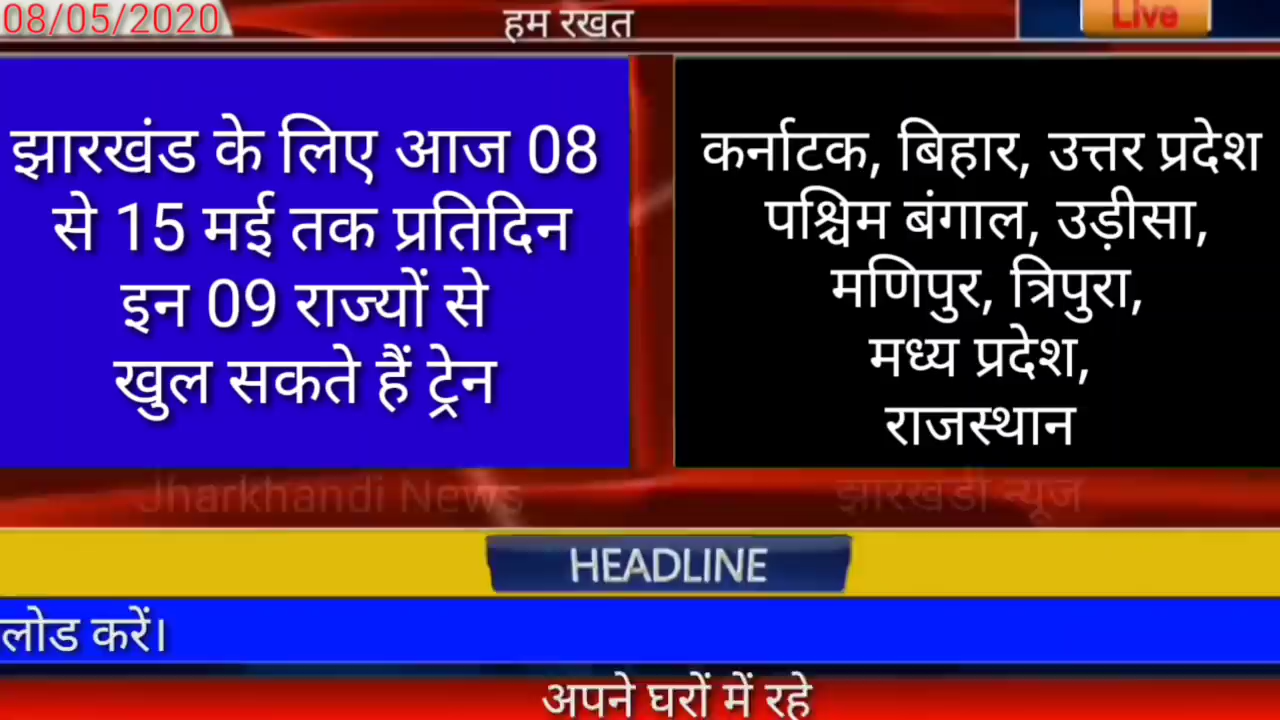 08/05/2020
हम रखत
Live
झारखंड के लिए आज 08
से 15 मई तक प्रतिदिन
इन 09 राज्यों से
खुल सकते हैं ट्रेन
कर्नाटक, बिहार, उत्तर प्रदेश
पश्चिम बंगाल, उड़ीसा,
मणिपुर, त्रिपुरा,
मध्य प्रदेश,
राजस्थान
Jharkhandi News
झारखंडी न्यूज
HEADLINE
लोड करें।
अपने घरों में रहे